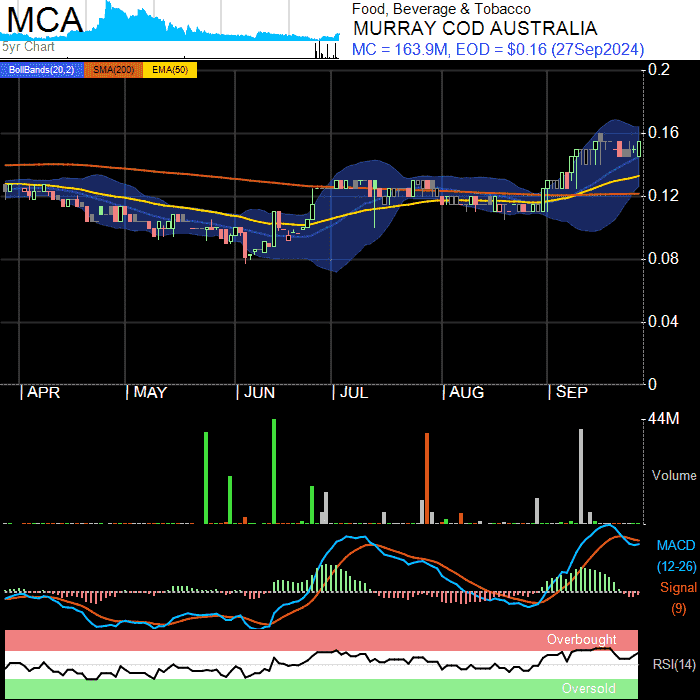 MCA
5yr Chart
Food, Beverage & Tobacco
MURRAY COD AUSTRALIA
MC = 163.9M, EOD = $0.16 (27Sep2024)
BollBands(20,2) SMA(200) EMA(50)
0.2
0.16
0.12
0.08
0.04
0
APR MAY JUN JUL AUG SEP
44M
Volume
MACD
(12-26)
Signal
(9)
Overbought
RSI(14)
Oversold